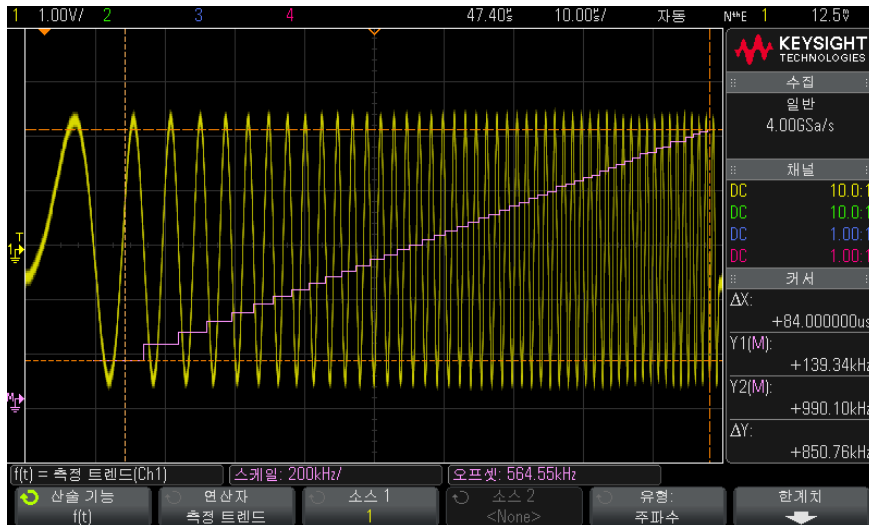 1 1.00V/ 2 3 4 47.40㎲ 10.00㎲/ 자동 NᵗʰE 1 12.5
KEYSIGHT
TECHNOLOGIES
수집
일반
4.00GSa/s
채널
DC 10.0:1
DC 10.0:1
DC 1.00:1
DC 1.00:1
커서
ΔX:
+84.000000us
Y1(M):
+139.34kHz
Y2(M):
+990.10kHz
ΔY:
+850.76kHz
T
1
M
f(t) = 측정 트렌드(Ch1) 스케일: 200kHz/ 오프셋: 564.55kHz
산술 기능 연산자 소스 1 소스 2 유형: 한계치
f(t) 측정 트렌드 1 <None> 주파수